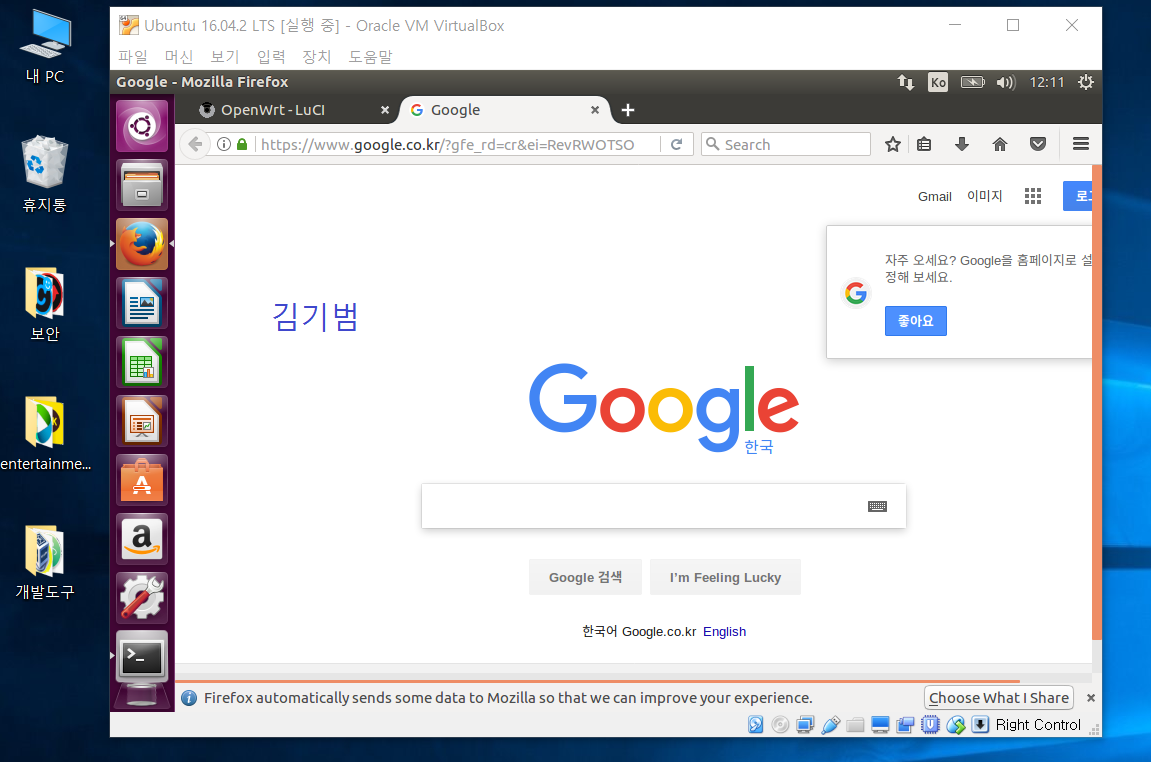 내 PC
휴지통
보안
entertainme...
개발도구
Ubuntu 16.04.2 LTS [실행 중] - Oracle VM VirtualBox
파일 머신 보기 입력 장치 도움말
Google - Mozilla Firefox
Ko
12:11
OpenWrt - LuCI
Google
https://www.google.co.kr/?gfe_rd=cr&ei=RevRWOTSO
Search
Gmail 이미지
로그
자주 오세요? Google을 홈페이지로 설
정해 보세요.
좋아요
김기범
Google
한국
Google 검색
I'm Feeling Lucky
한국어 Google.co.kr English
Firefox automatically sends some data to Mozilla so that we can improve your experience.
Choose What I Share
Right Control